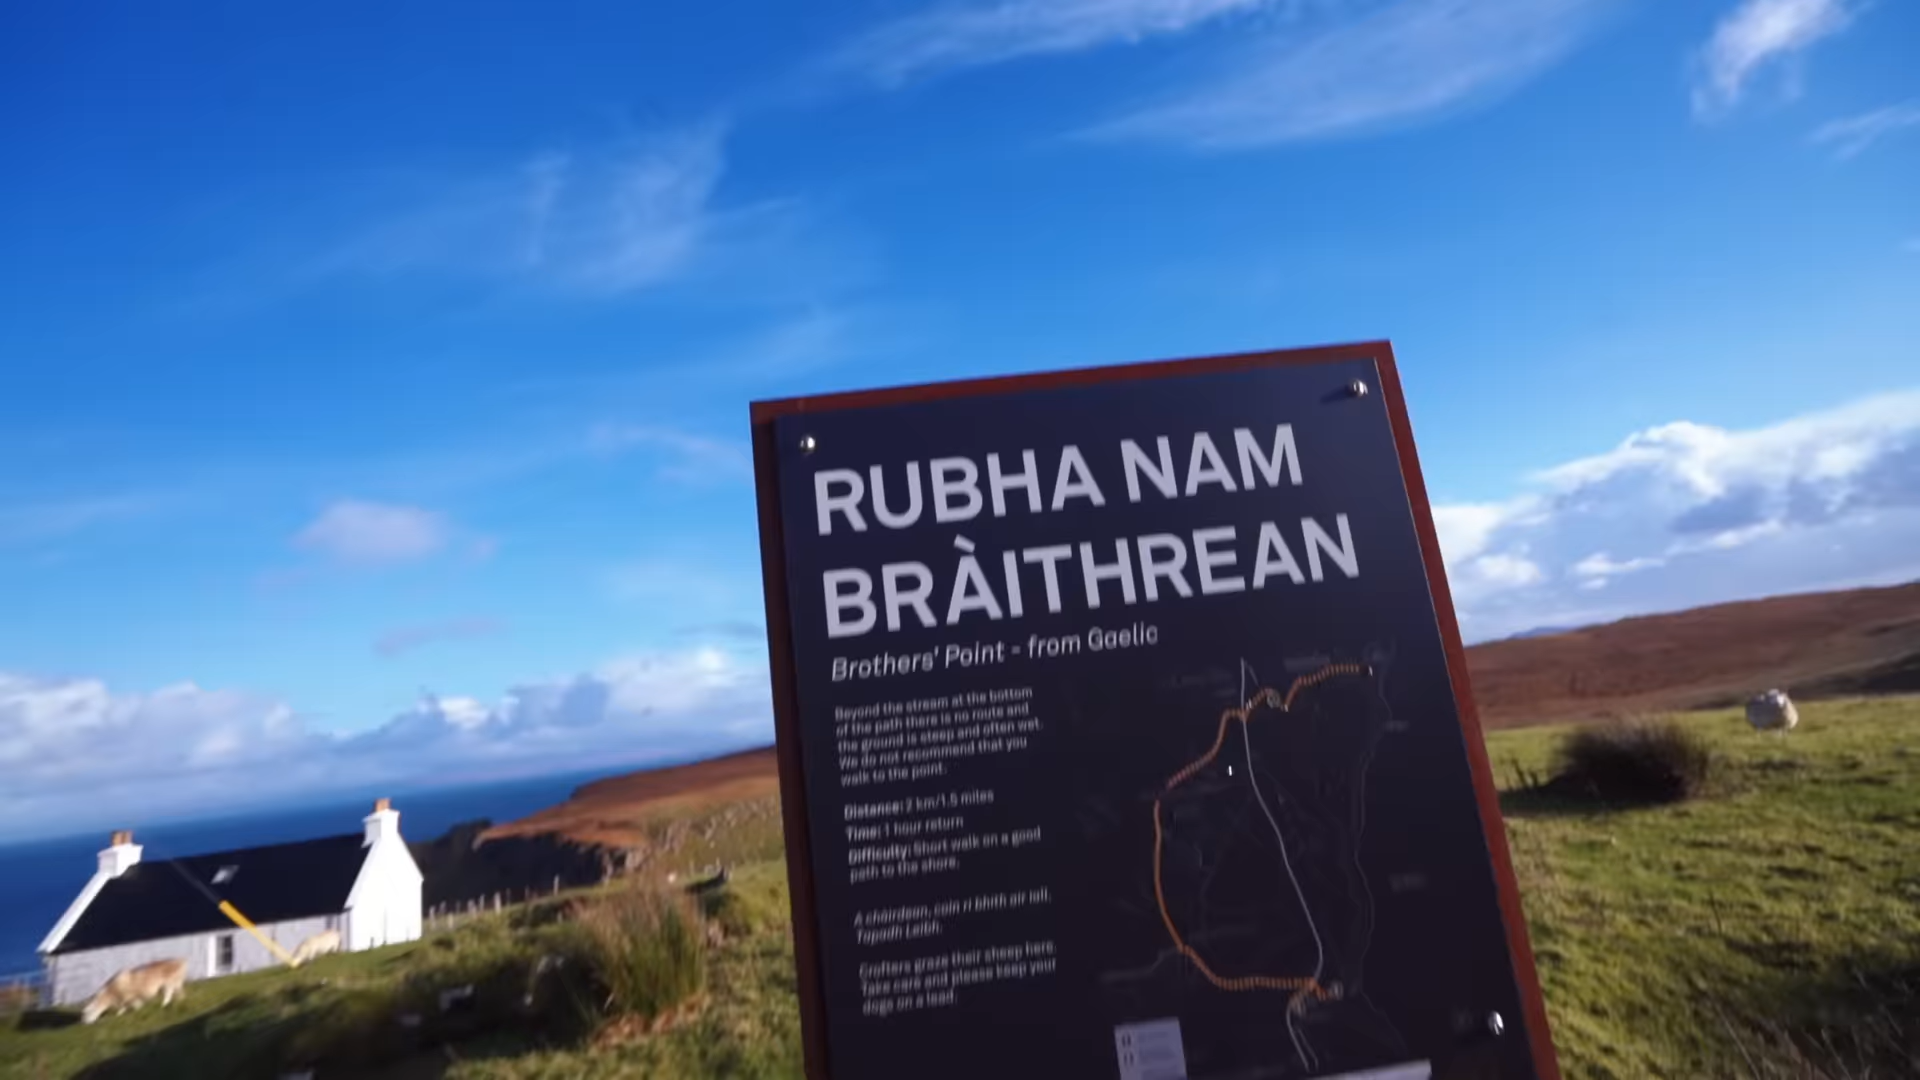 RUBHA NAM
BRÀITHREAN
Brothers' Point - from Gaelic
Beyond the stream at the bottom
of the path there is no route and
the ground is steep and often wet.
We do not recommend that you
walk to the point.
Distance: 2 km/1.5 miles
Time: 1 hour return
Difficulty: Short walk on a good
path to the shore.
A chàirdean, coin ri bhith air iall.
Tapadh Leibh.
Crofters graze their sheep here.
Take care and please keep your
dogs on a lead.